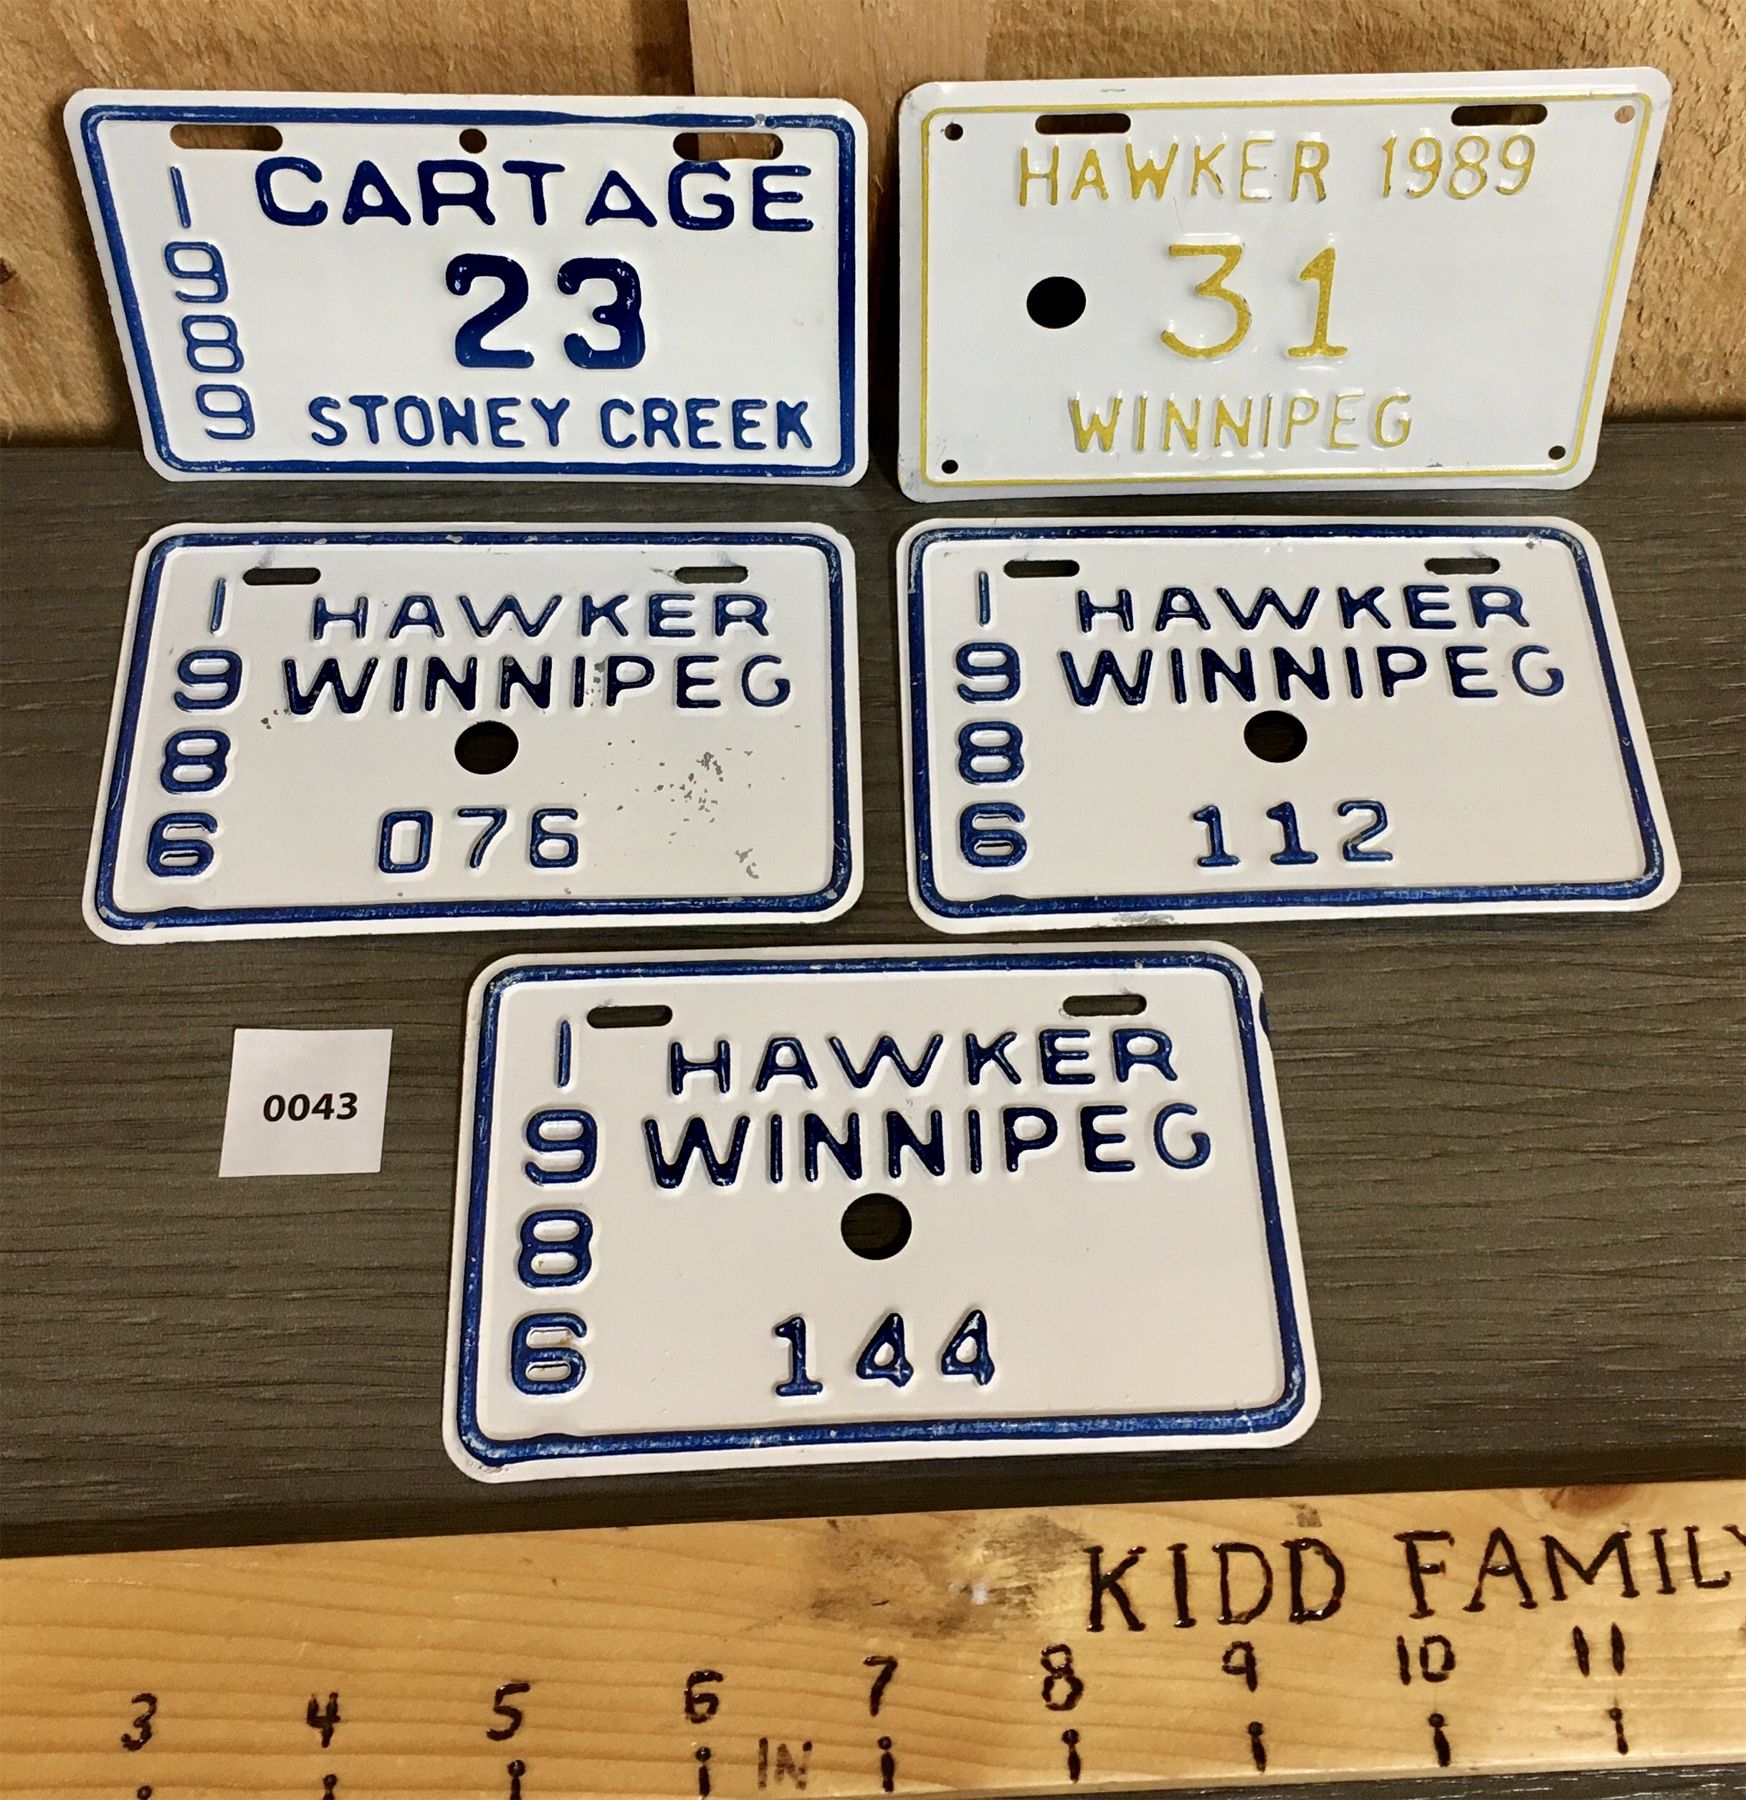 1989
CARTAGE
23
STONEY CREEK
HAWKER 1989
31
WINNIPEG
1986
HAWKER
WINNIPEG
076
1986
HAWKER
WINNIPEG
112
0043
1986
HAWKER
WINNIPEG
144
KIDD FAMILY
3 4 5 6 7 8 9 10 11
IN